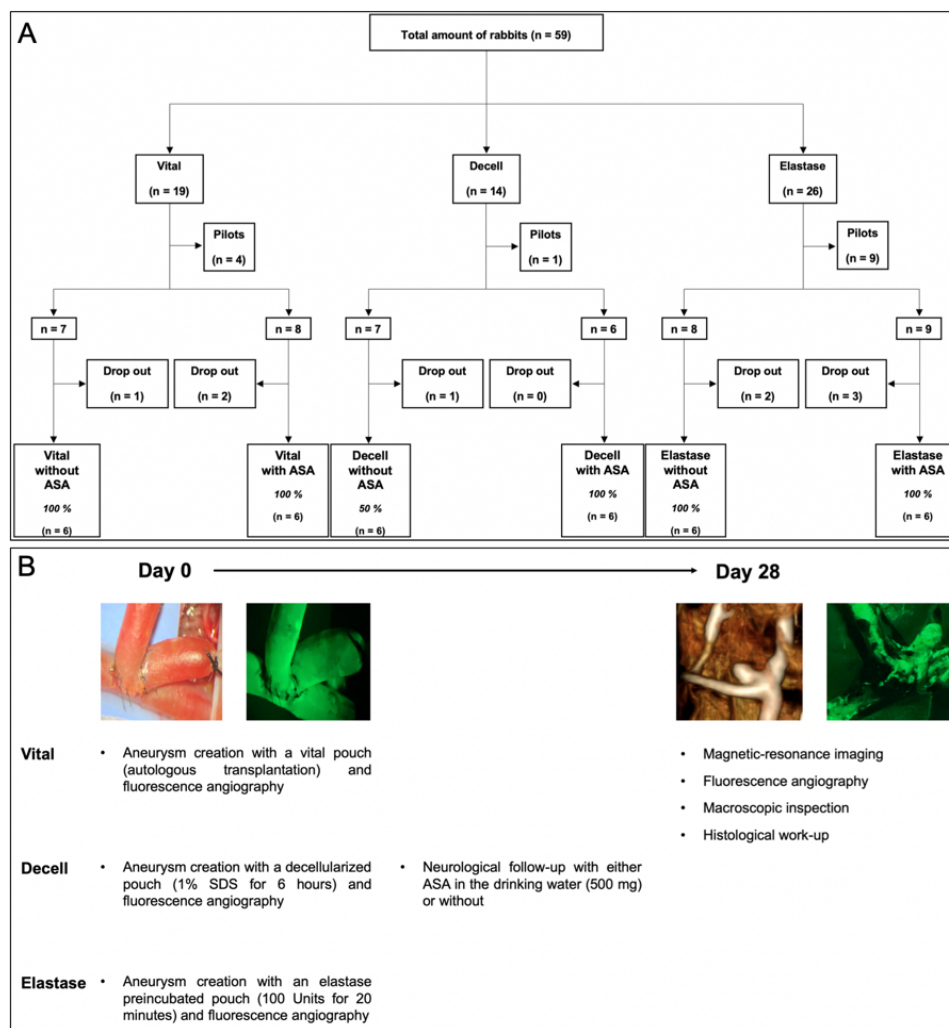 A
Total amount of rabbits (n = 59)
Vital
(n = 19)
Decell
(n = 14)
Elastase
(n = 26)
Pilots
(n = 4)
Pilots
(n = 1)
Pilots
(n = 9)
n = 7
n = 8
n = 7
n = 6
n = 8
n = 9
Drop out
(n = 1)
Drop out
(n = 2)
Drop out
(n = 1)
Drop out
(n = 0)
Drop out
(n = 2)
Drop out
(n = 3)
Vital
without
ASA
100 %
(n = 6)
Vital
with ASA
100 %
(n = 6)
Decell
without
ASA
50 %
(n = 6)
Decell
with ASA
100 %
(n = 6)
Elastase
without
ASA
100 %
(n = 6)
Elastase
with ASA
100 %
(n = 6)
B
Day 0
Day 28
Vital
• Aneurysm creation with a vital pouch
(autologous transplantation) and
fluorescence angiography
• Magnetic-resonance imaging
• Fluorescence angiography
• Macroscopic inspection
• Histological work-up
Decell
• Aneurysm creation with a decellularized
pouch (1% SDS for 6 hours) and
fluorescence angiography
• Neurological follow-up with either
ASA in the drinking water (500 mg)
or without
Elastase
• Aneurysm creation with an elastase
preincubated pouch (100 Units for 20
minutes) and fluorescence angiography